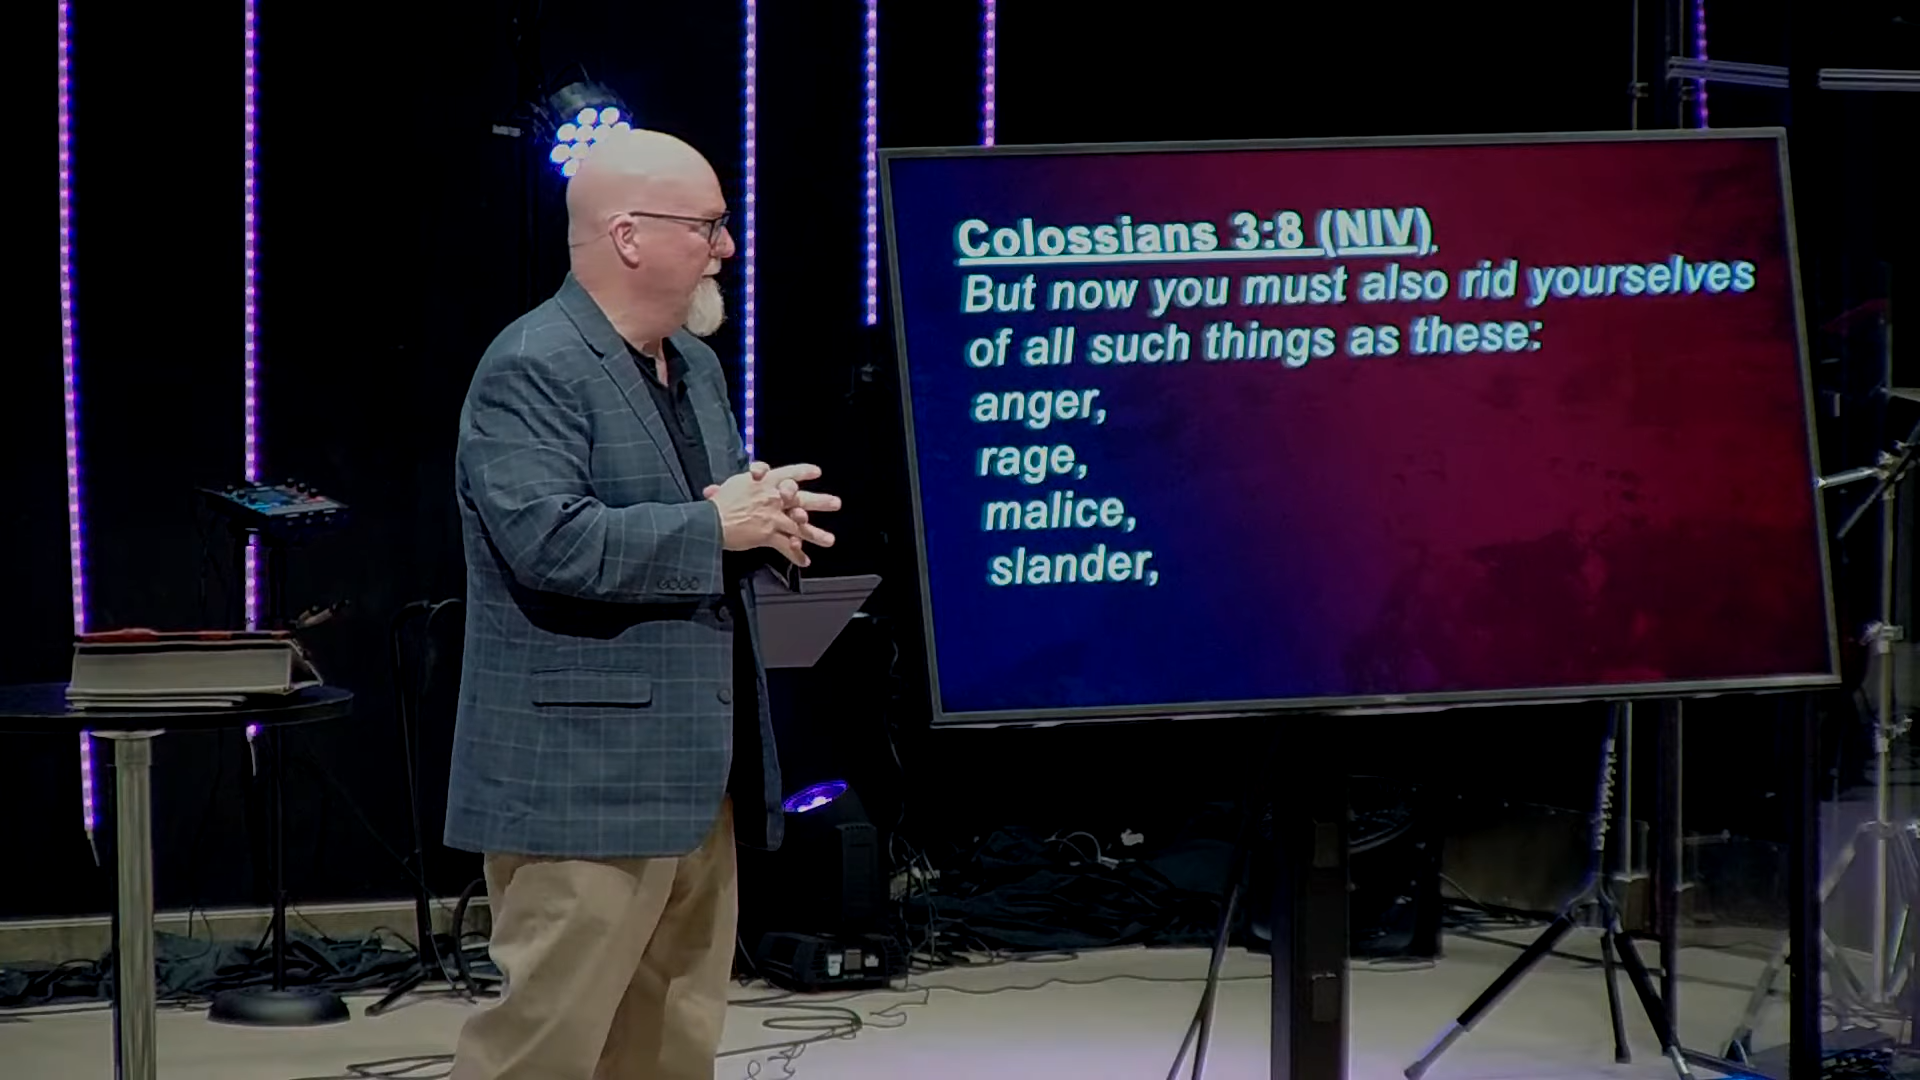 Colossians 3:8 (NIV).
But now you must also rid yourselves
of all such things as these:
anger,
rage,
malice,
slander,